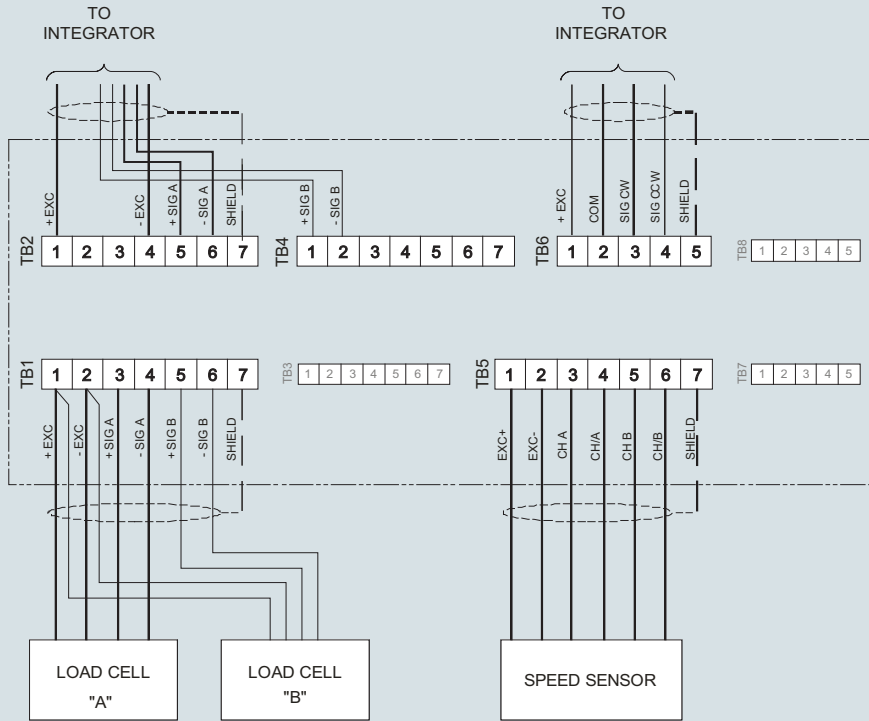 TO
INTEGRATOR
TO
INTEGRATOR
+ EXC
- EXC
+ SIG A
- SIG A
SHIELD
+ SIG B
- SIG B
+ EXC
COM
SIG CW
SIG CCW
SHIELD
TB2 1 2 3 4 5 6 7
TB4 1 2 3 4 5 6 7
TB6 1 2 3 4 5
TB8 1 2 3 4 5
TB1 1 2 3 4 5 6 7
TB3 1 2 3 4 5 6 7
TB5 1 2 3 4 5 6 7
TB7 1 2 3 4 5
+ EXC
- EXC
+ SIG A
- SIG A
+ SIG B
- SIG B
SHIELD
EXC+
EXC-
CH A
CH/A
CH B
CH/B
SHIELD
LOAD CELL
"A"
LOAD CELL
"B"
SPEED SENSOR